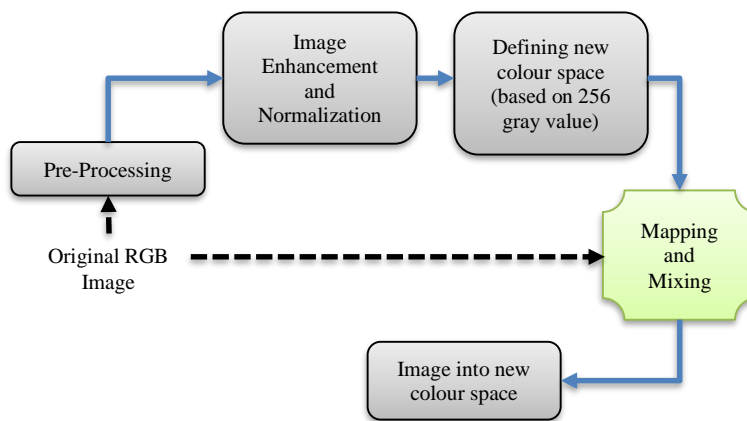 Image
Enhancement
and
Normalization
Defining new
colour space
(based on 256
gray value)
Pre-Processing
Original RGB
Image
Mapping
and
Mixing
Image into new
colour space